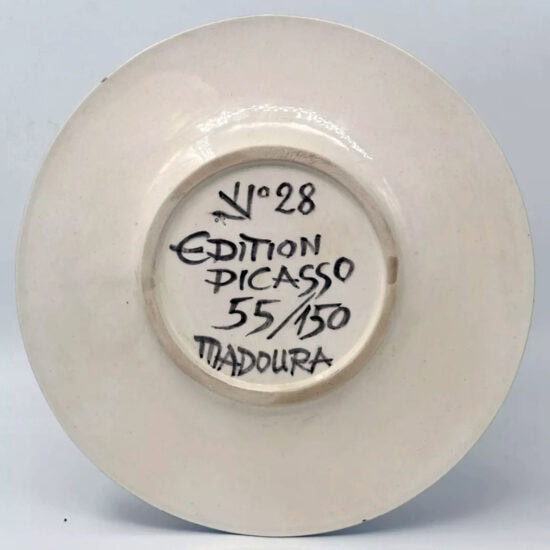 N° 28
EDITION
PICASSO
55/150
MADOURA